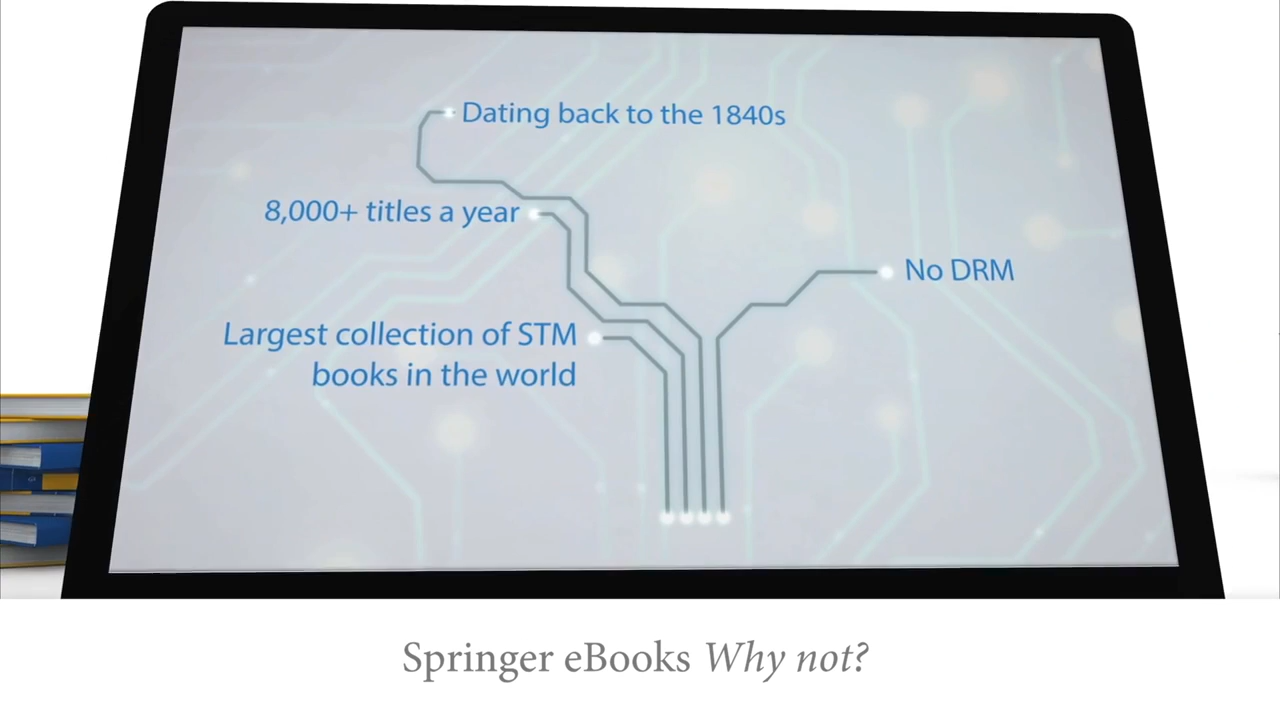 Dating back to the 1840s
8,000+ titles a year
No DRM
Largest collection of STM
books in the world
Springer eBooks Why not?